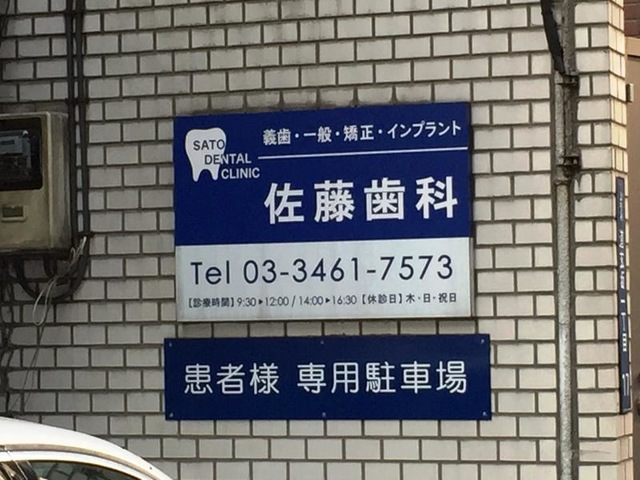 SATO
DENTAL
CLINIC
義歯・一般・矯正・インプラント
佐藤歯科
Tel 03-3461-7573
【診療時間】9:30▶12:00 / 14:00▶16:30【休診日】木・日・祝日
患者様 専用駐車場